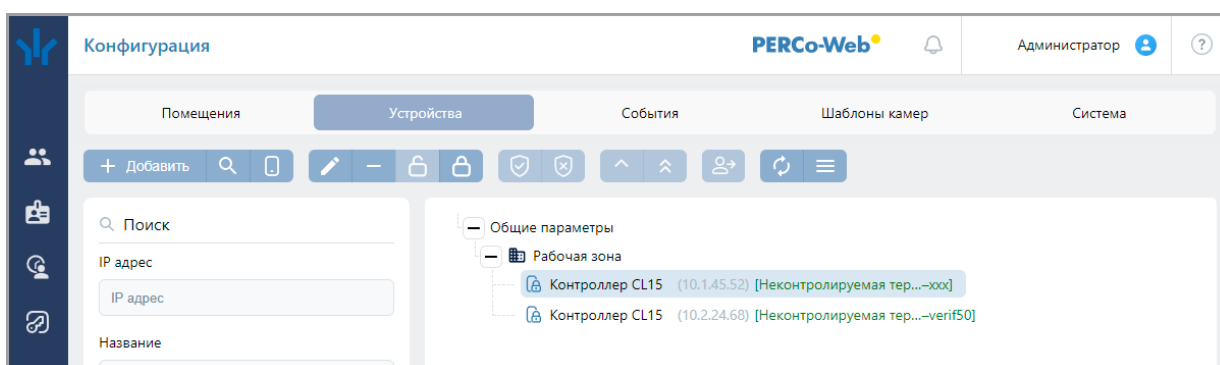 Конфигурация
PERCo-Web
Администратор
?
Помещения Устройства События Шаблоны камер Система
+ Добавить
Поиск
Общие параметры
Рабочая зона
IP адрес
Контроллер CL15 (10.1.45.52) [Неконтролируемая тер...–xxx]
IP адрес
Контроллер CL15 (10.2.24.68) [Неконтролируемая тер...–verif50]
Название